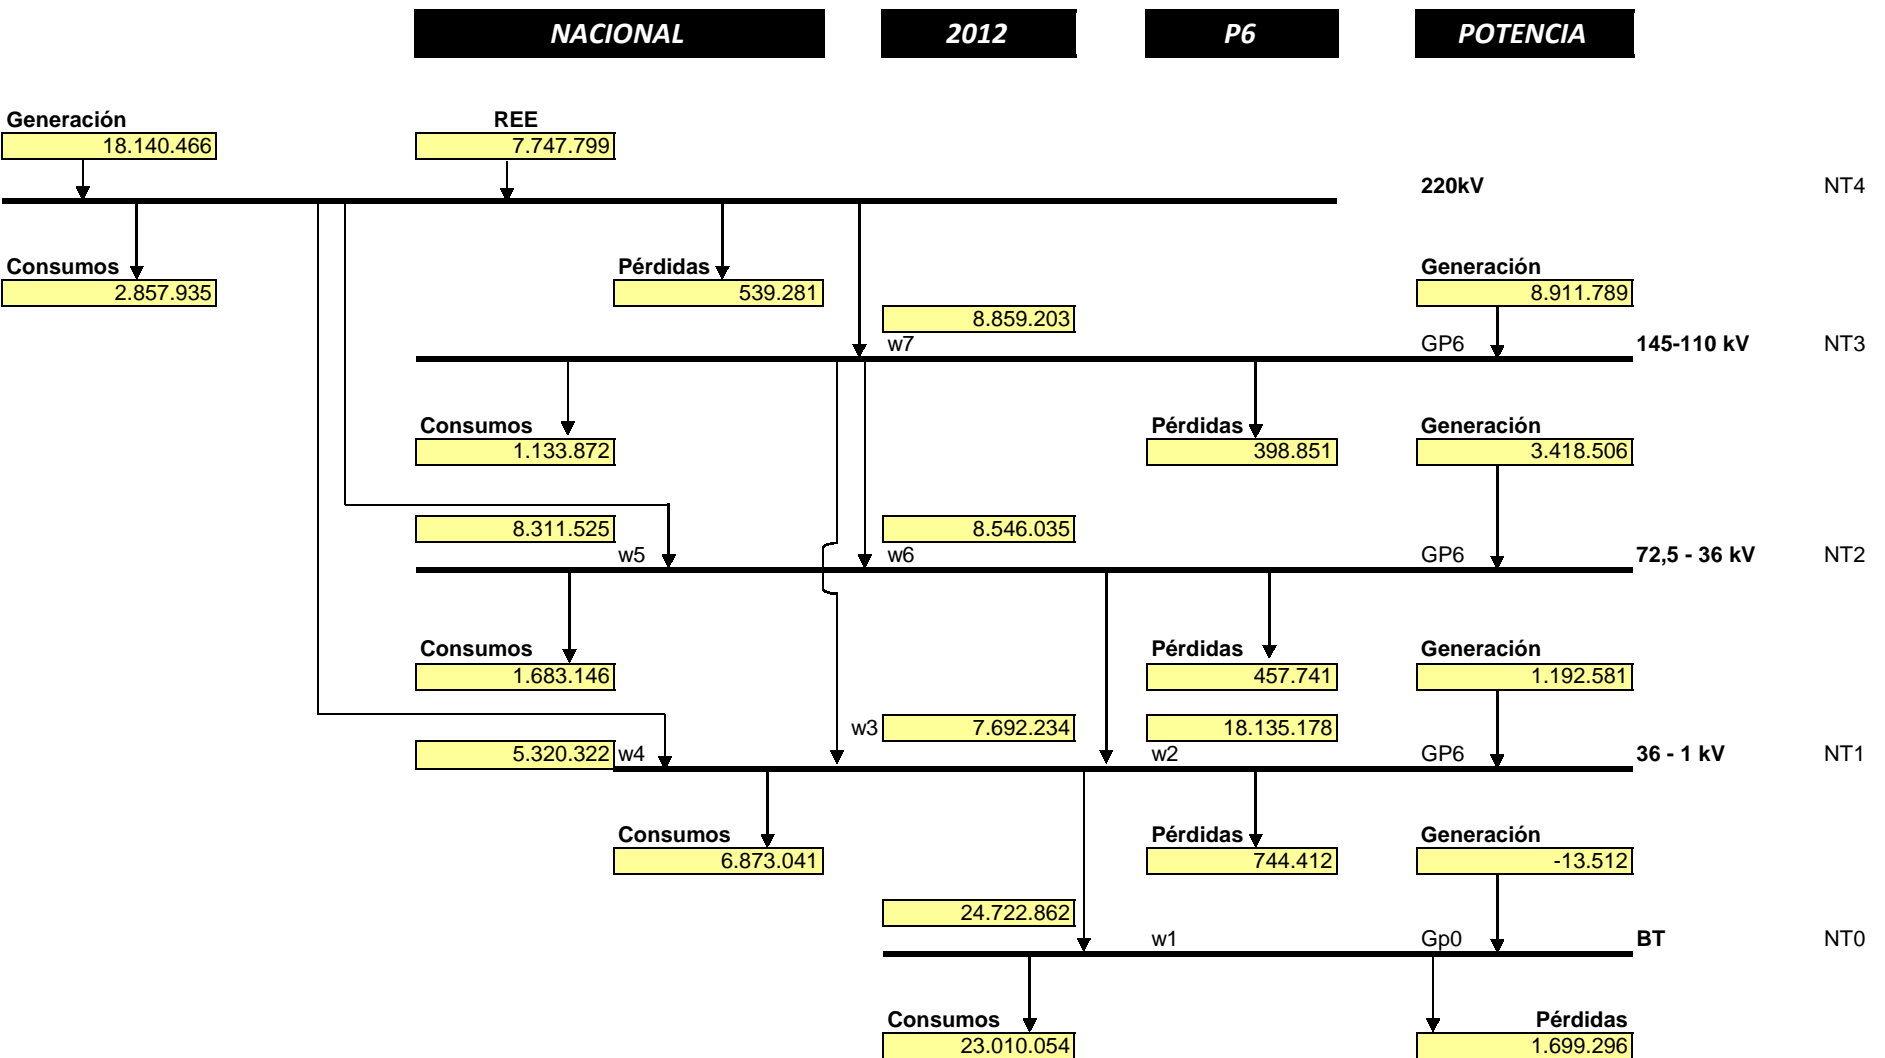 NACIONAL 2012 P6 POTENCIA
Generación REE
18.140.466 7.747.799
220kV NT4
Consumos Pérdidas Generación
2.857.935 539.281 8.911.789
8.859.203
w7 GP6 145-110 kV NT3
Consumos Pérdidas Generación
1.133.872 398.851 3.418.506
8.311.525 8.546.035
w5 w6 GP6 72,5 - 36 kV NT2
Consumos Pérdidas Generación
1.683.146 457.741 1.192.581
w3 7.692.234 18.135.178
5.320.322 w4 w2 GP6 36 - 1 kV NT1
Consumos Pérdidas Generación
6.873.041 744.412 -13.512
24.722.862
w1 Gp0 BT NT0
Consumos Pérdidas
23.010.054 1.699.296